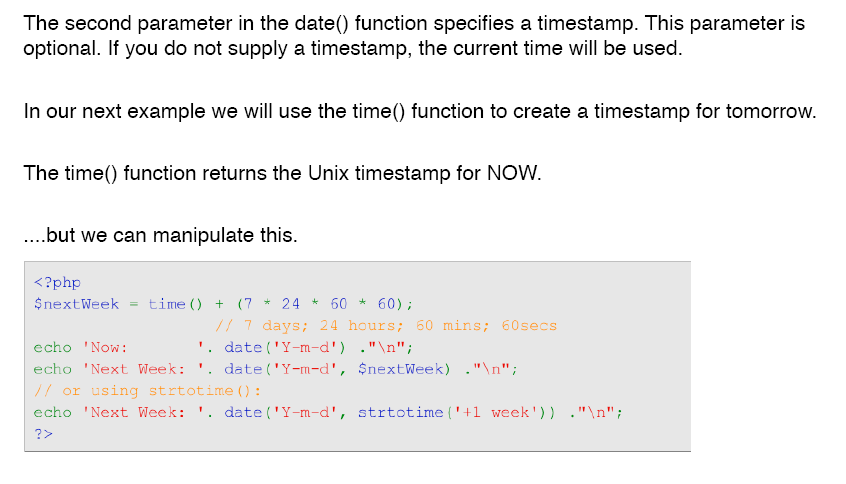 The second parameter in the date() function specifies a timestamp. This parameter is
optional. If you do not supply a timestamp, the current time will be used.
In our next example we will use the time() function to create a timestamp for tomorrow.
The time() function returns the Unix timestamp for NOW.
....but we can manipulate this.
<?php
$nextWeek = time() + (7 * 24 * 60 * 60);
// 7 days; 24 hours; 60 mins; 60secs
echo 'Now:       '. date('Y-m-d') ."\n";
echo 'Next Week: '. date('Y-m-d', $nextWeek) ."\n";
// or using strtotime():
echo 'Next Week: '. date('Y-m-d', strtotime('+1 week')) ."\n";
?>